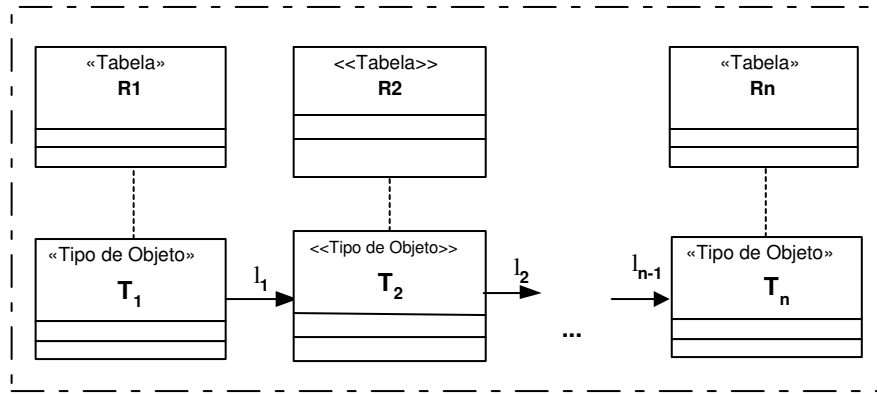 «Tabela»
R1
<<Tabela>>
R2
«Tabela»
Rn
«Tipo de Objeto»
T1
l1
<<Tipo de Objeto>>
T2
l2
...
ln-1
«Tipo de Objeto»
Tn